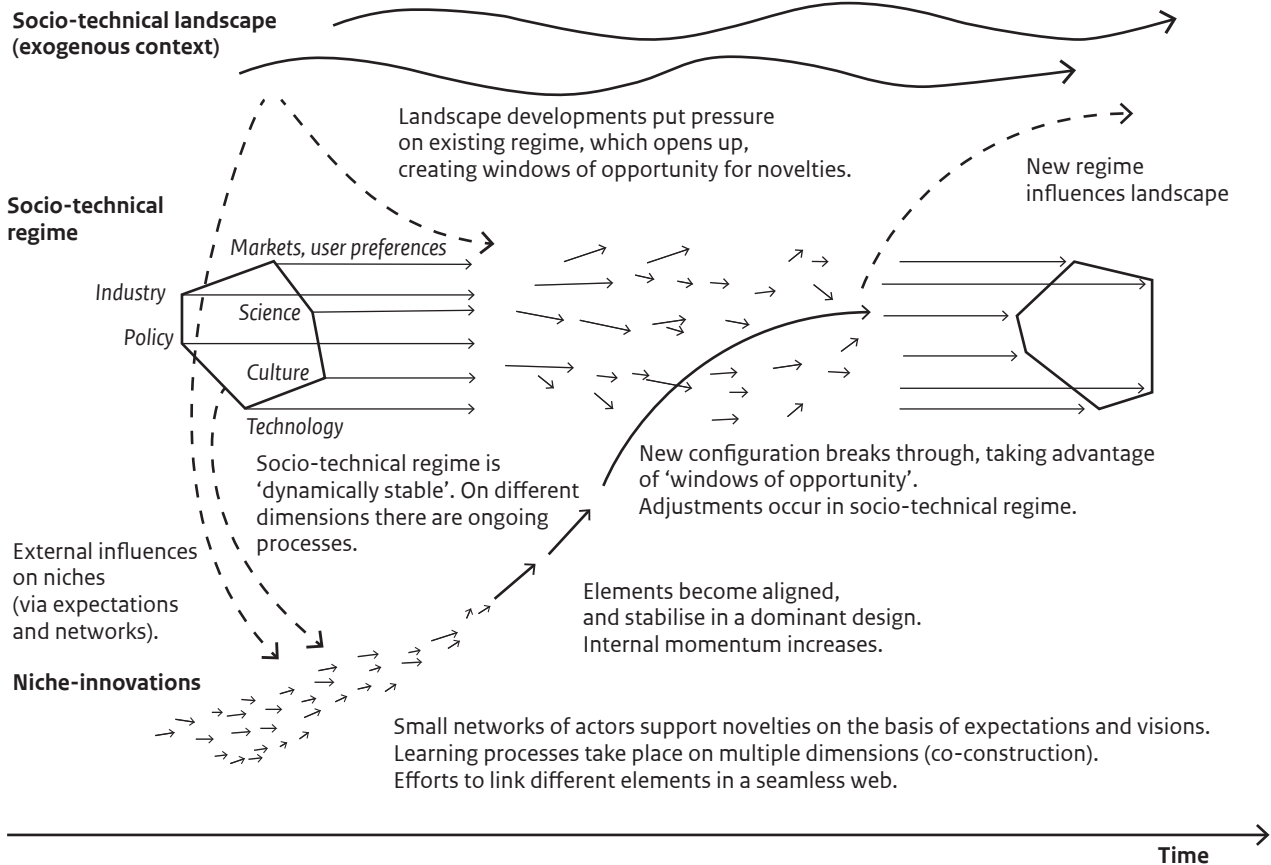 Socio-technical landscape
(exogenous context)
Landscape developments put pressure
on existing regime, which opens up,
creating windows of opportunity for novelties.
New regime
influences landscape
Socio-technical
regime
Markets, user preferences
Industry
Science
Policy
Culture
Technology
Socio-technical regime is
‘dynamically stable’. On different
dimensions there are ongoing
processes.
New configuration breaks through, taking advantage
of ‘windows of opportunity’.
Adjustments occur in socio-technical regime.
External influences
on niches
(via expectations
and networks).
Elements become aligned,
and stabilise in a dominant design.
Internal momentum increases.
Niche-innovations
Small networks of actors support novelties on the basis of expectations and visions.
Learning processes take place on multiple dimensions (co-construction).
Efforts to link different elements in a seamless web.
Time